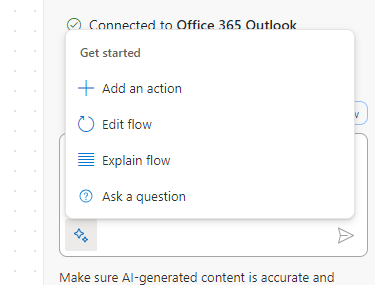 Connected to Office 365 Outlook
Get started
Add an action
Edit flow
Explain flow
Ask a question
Make sure AI-generated content is accurate and